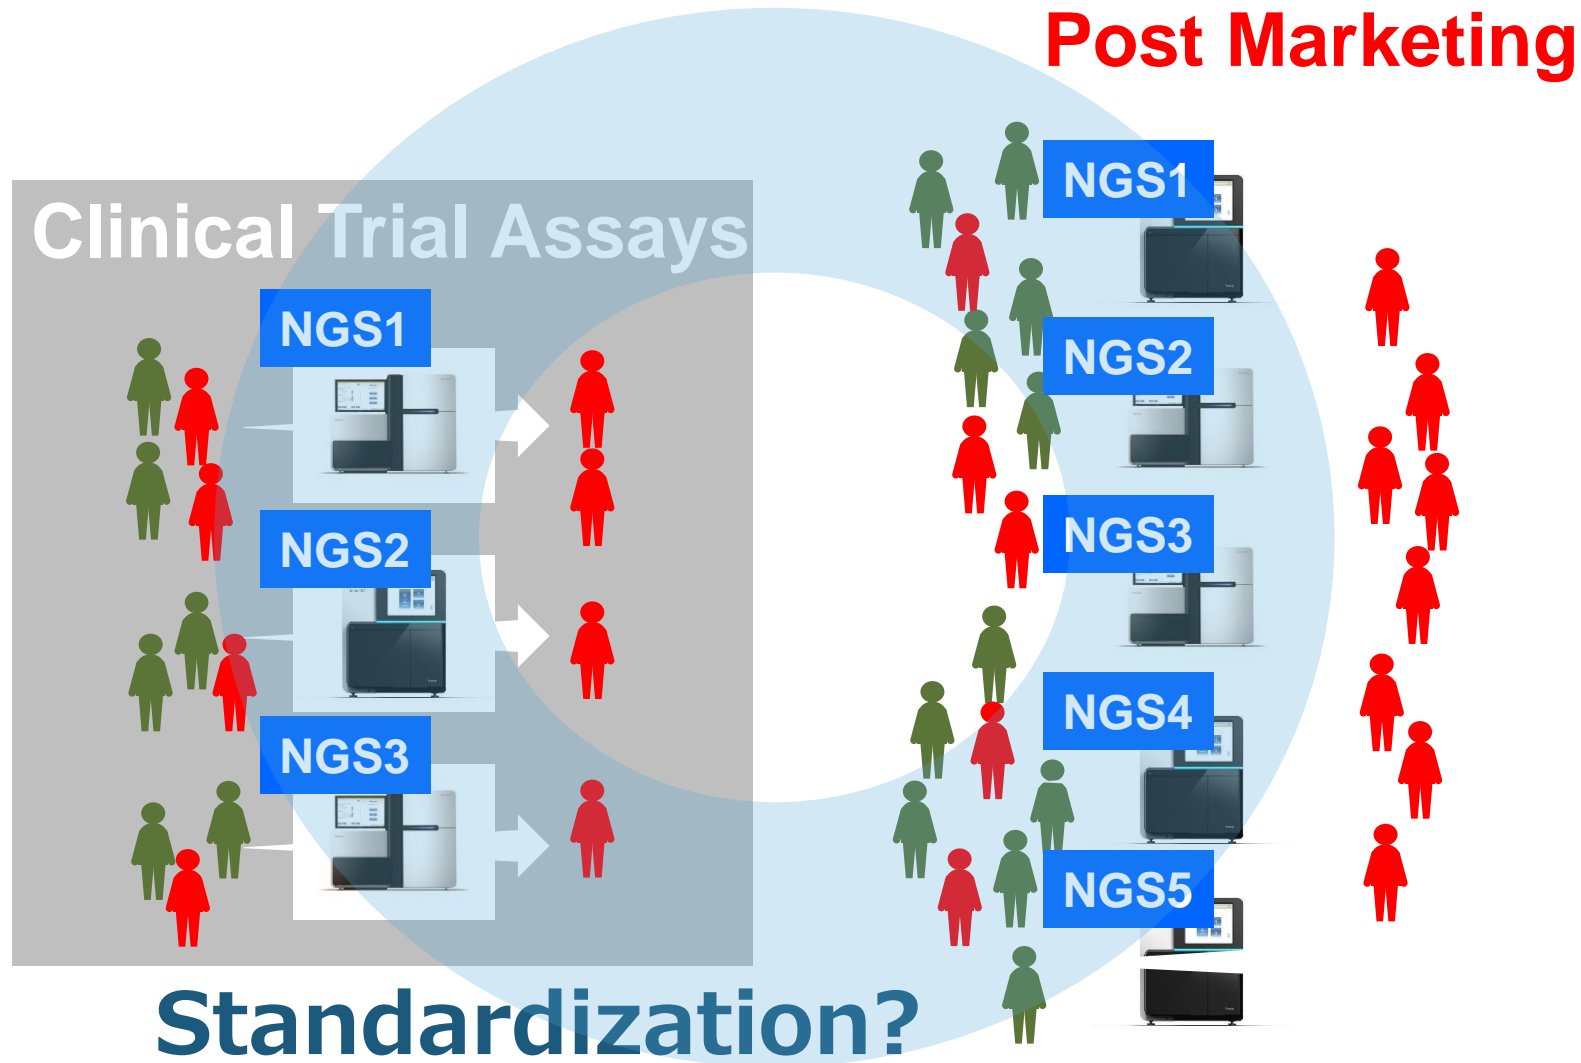 Post Marketing
Clinical Trial Assays
NGS1
NGS2
NGS3
NGS1
NGS2
NGS3
NGS4
NGS5
Standardization?